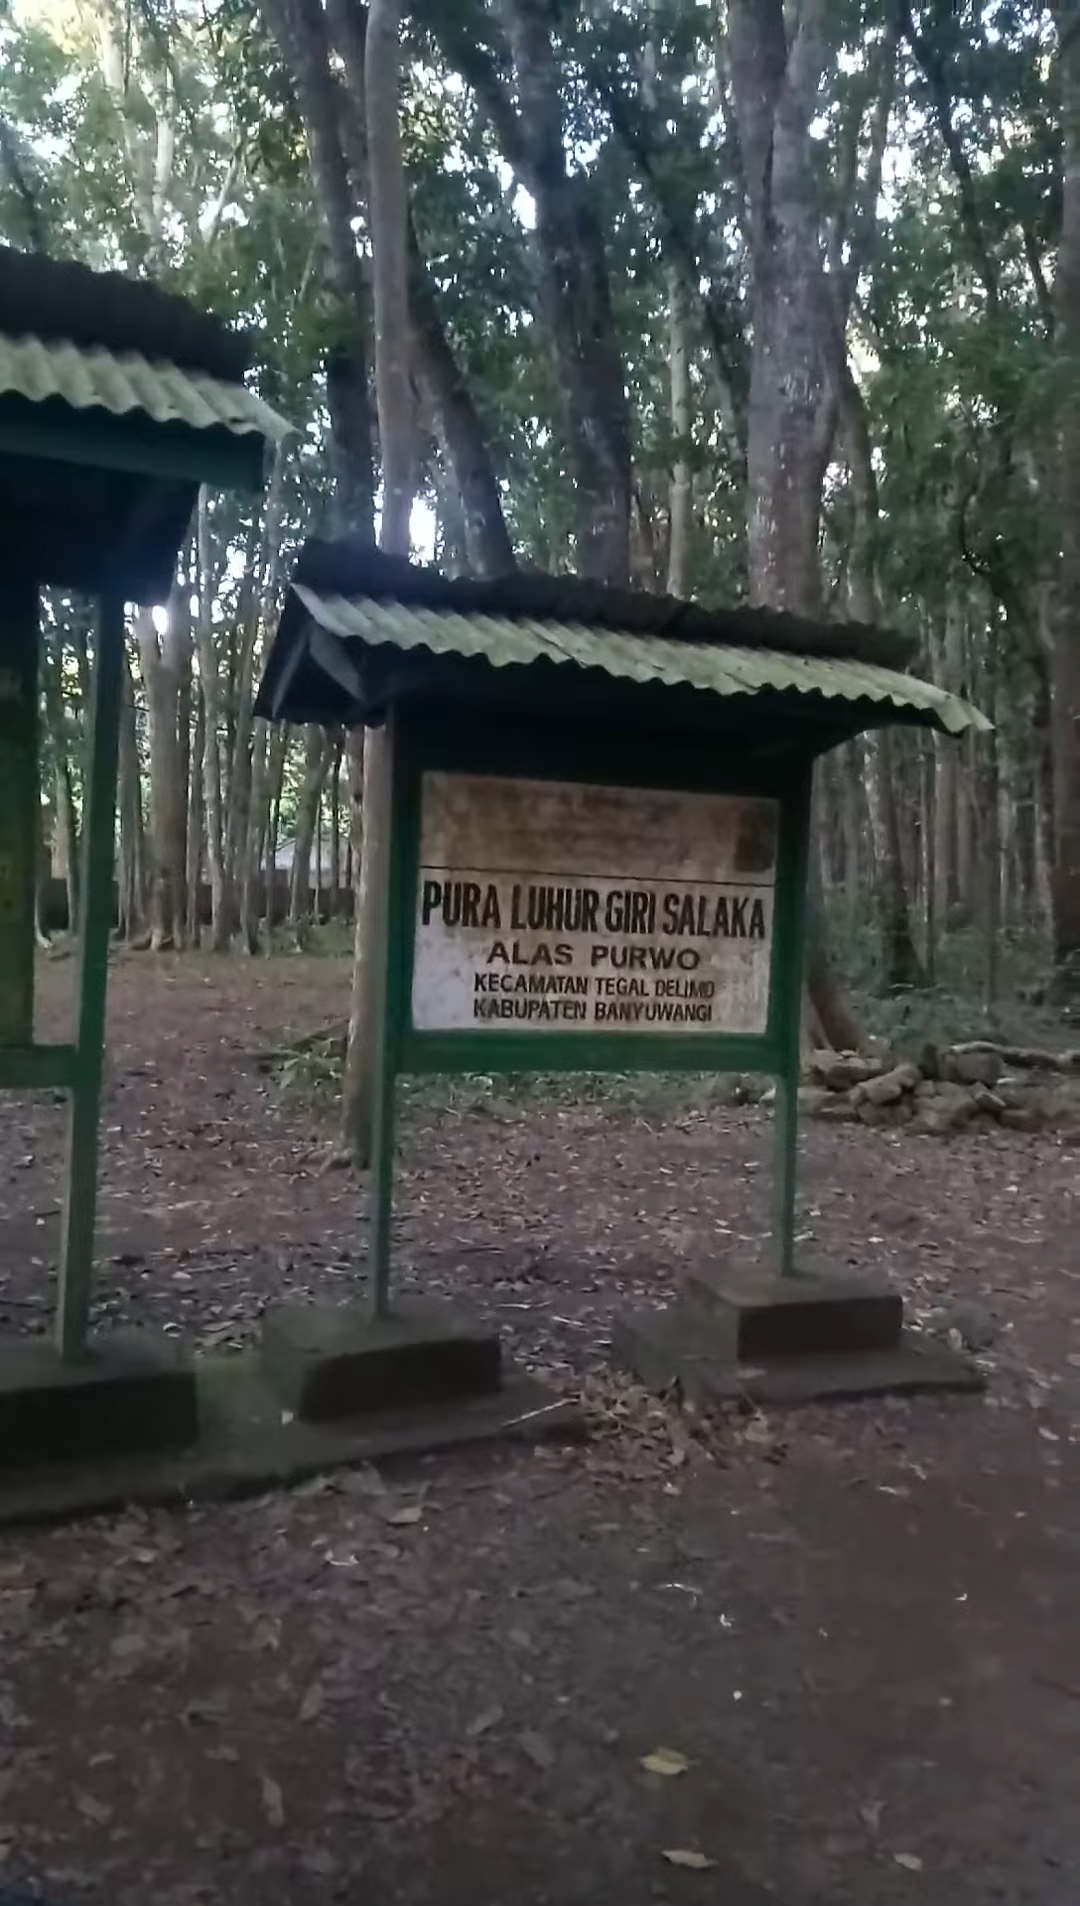 PURA LUHUR GIRI SALAKA
ALAS PURWO
KECAMATAN TEGAL DELIMO
KABUPATEN BANYUWANGI